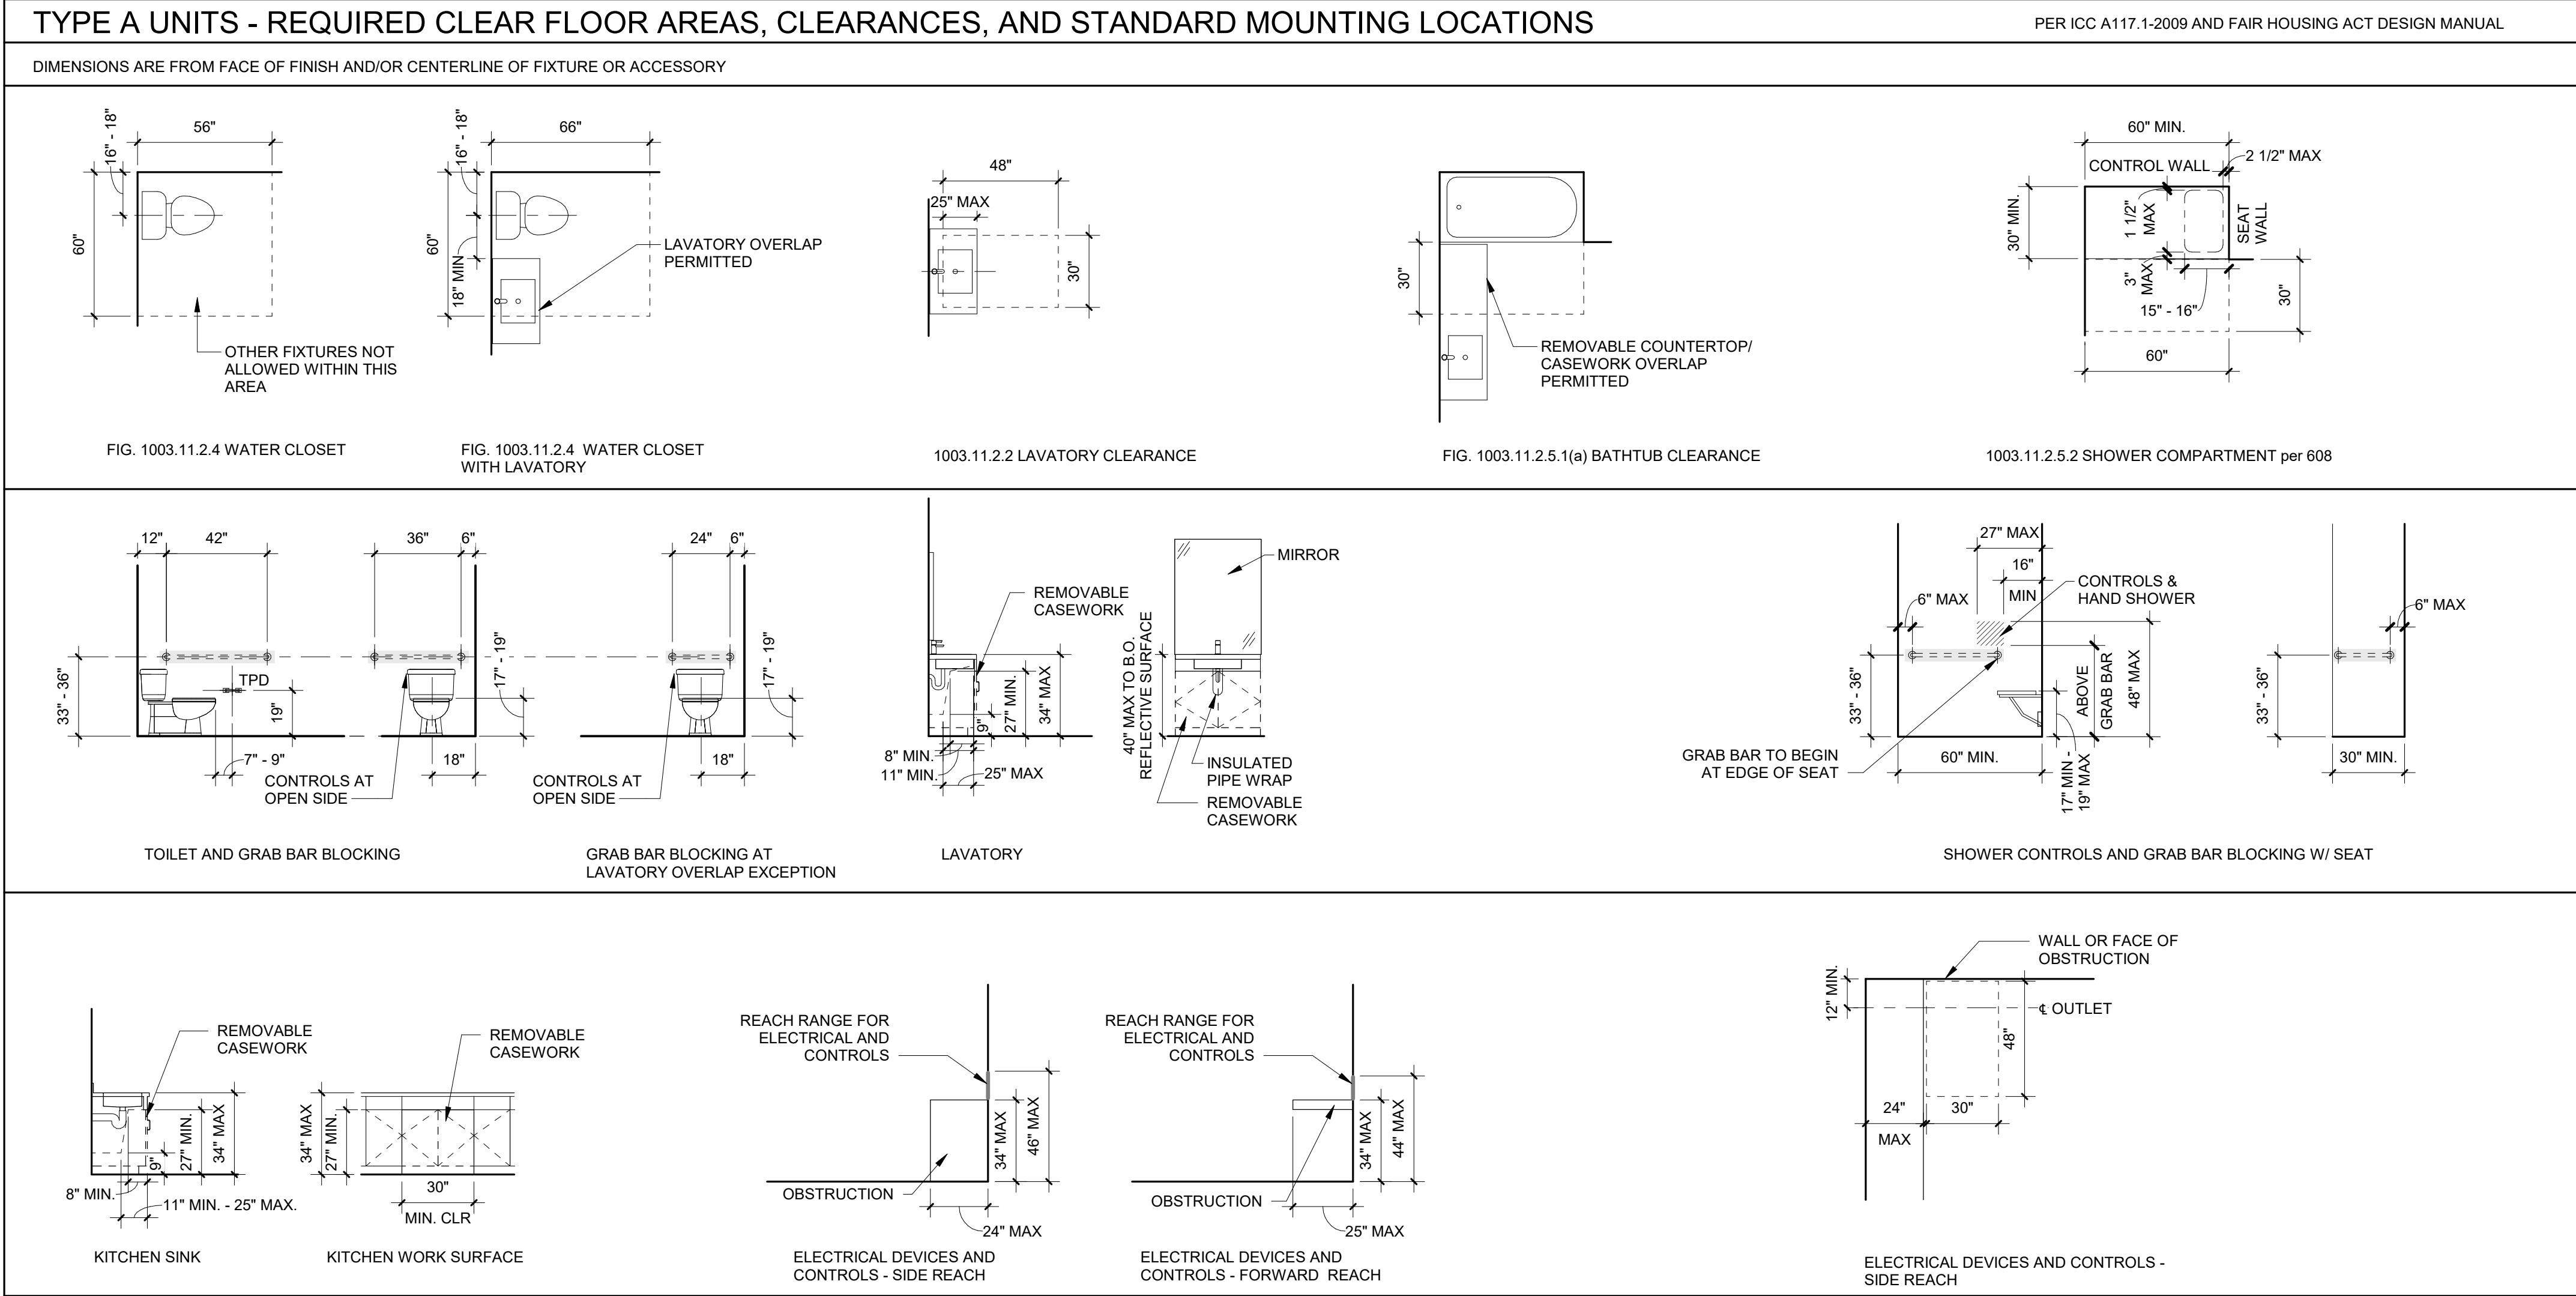 TYPE A UNITS - REQUIRED CLEAR FLOOR AREAS, CLEARANCES, AND STANDARD MOUNTING LOCATIONS
PER ICC A117.1-2009 AND FAIR HOUSING ACT DESIGN MANUAL
DIMENSIONS ARE FROM FACE OF FINISH AND/OR CENTERLINE OF FIXTURE OR ACCESSORY
16" - 18"
56"
60"
OTHER FIXTURES NOT
ALLOWED WITHIN THIS
AREA
FIG. 1003.11.2.4 WATER CLOSET
16" - 18"
66"
60"
18" MIN
LAVATORY OVERLAP
PERMITTED
FIG. 1003.11.2.4 WATER CLOSET
WITH LAVATORY
48"
25" MAX
30"
1003.11.2.2 LAVATORY CLEARANCE
30"
REMOVABLE COUNTERTOP/
CASEWORK OVERLAP
PERMITTED
FIG. 1003.11.2.5.1(a) BATHTUB CLEARANCE
60" MIN.
2 1/2" MAX
CONTROL WALL
30" MIN.
1 1/2"
MAX
SEAT
WALL
3"
MAX
15" - 16"
30"
60"
1003.11.2.5.2 SHOWER COMPARTMENT per 608
12"
42"
33" - 36"
TPD
19"
7" - 9"
36"
6"
17" - 19"
18"
CONTROLS AT
OPEN SIDE
TOILET AND GRAB BAR BLOCKING
24"
6"
17" - 19"
18"
CONTROLS AT
OPEN SIDE
GRAB BAR BLOCKING AT
LAVATORY OVERLAP EXCEPTION
REMOVABLE
CASEWORK
9"
27" MIN.
34" MAX
8" MIN.
11" MIN.
25" MAX
MIRROR
40" MAX TO B.O.
REFLECTIVE SURFACE
INSULATED
PIPE WRAP
REMOVABLE
CASEWORK
LAVATORY
27" MAX
16"
MIN
6" MAX
CONTROLS &
HAND SHOWER
33" - 36"
ABOVE
GRAB BAR
48" MAX
GRAB BAR TO BEGIN
AT EDGE OF SEAT
60" MIN.
17" MIN -
19" MAX
6" MAX
33" - 36"
30" MIN.
SHOWER CONTROLS AND GRAB BAR BLOCKING W/ SEAT
REMOVABLE
CASEWORK
9"
27" MIN.
34" MAX
8" MIN.
11" MIN. - 25" MAX.
KITCHEN SINK
REMOVABLE
CASEWORK
34" MAX
27" MIN.
30"
MIN. CLR
KITCHEN WORK SURFACE
REACH RANGE FOR
ELECTRICAL AND
CONTROLS
34" MAX
46" MAX
OBSTRUCTION
24" MAX
ELECTRICAL DEVICES AND
CONTROLS - SIDE REACH
REACH RANGE FOR
ELECTRICAL AND
CONTROLS
34" MAX
44" MAX
OBSTRUCTION
25" MAX
ELECTRICAL DEVICES AND
CONTROLS - FORWARD REACH
WALL OR FACE OF
OBSTRUCTION
12" MIN.
℄ OUTLET
48"
24"
MAX
30"
ELECTRICAL DEVICES AND CONTROLS -
SIDE REACH